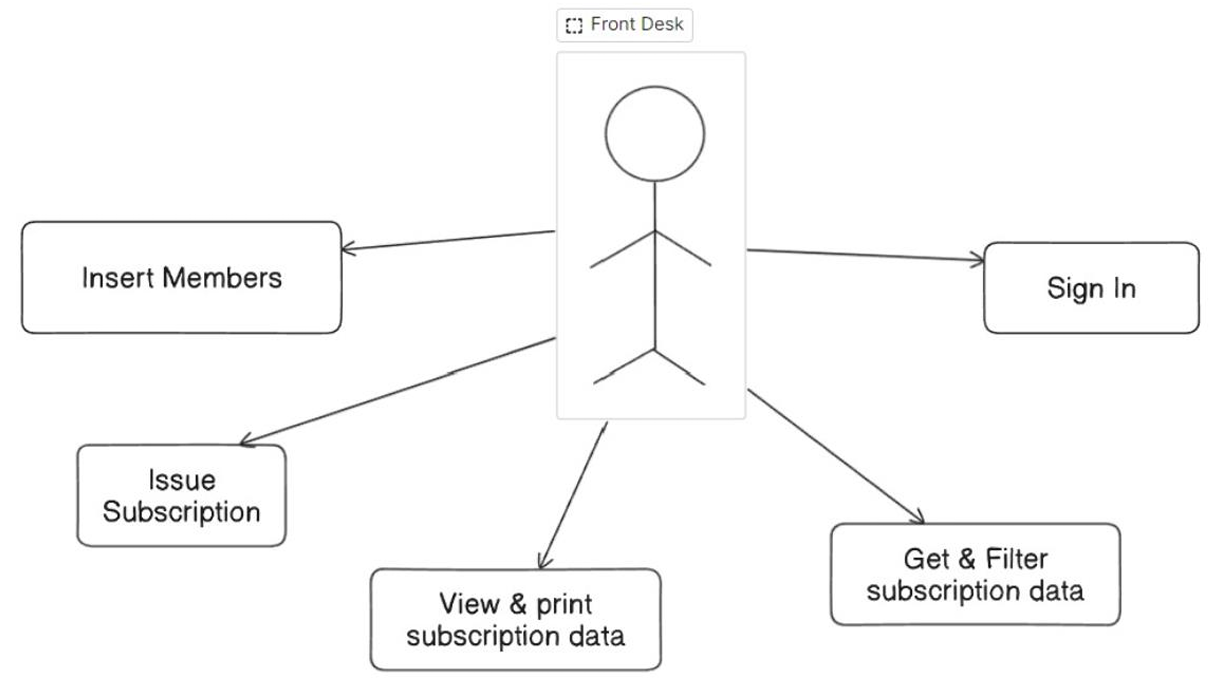 Front Desk
Insert Members
Sign In
Issue
Subscription
View & print
subscription data
Get & Filter
subscription data